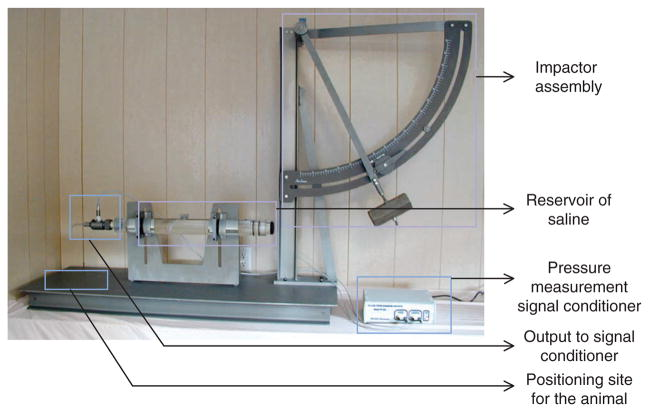 Impactor
assembly
Reservoir of
saline
Pressure
measurement
signal conditioner
Output to signal
conditioner
Positioning site
for the animal